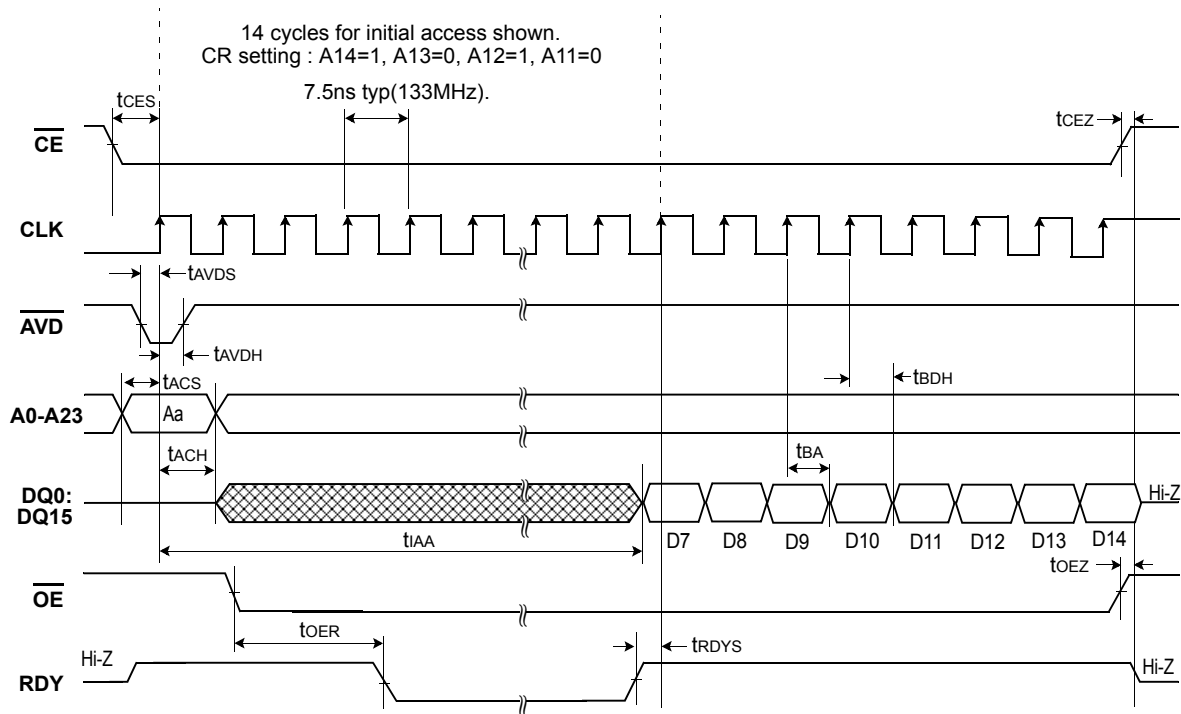 14 cycles for initial access shown.
CR setting : A14=1, A13=0, A12=1, A11=0
7.5ns typ(133MHz).
tCES
tCEZ
CE
CLK
tAVDS
AVD
tAVDH
tACS
tBDH
A0-A23
Aa
tACH
tBA
DQ0:
DQ15
Hi-Z
tIAA
D7 D8 D9 D10 D11 D12 D13 D14
tOEZ
OE
tOER
tRDYS
Hi-Z
Hi-Z
RDY